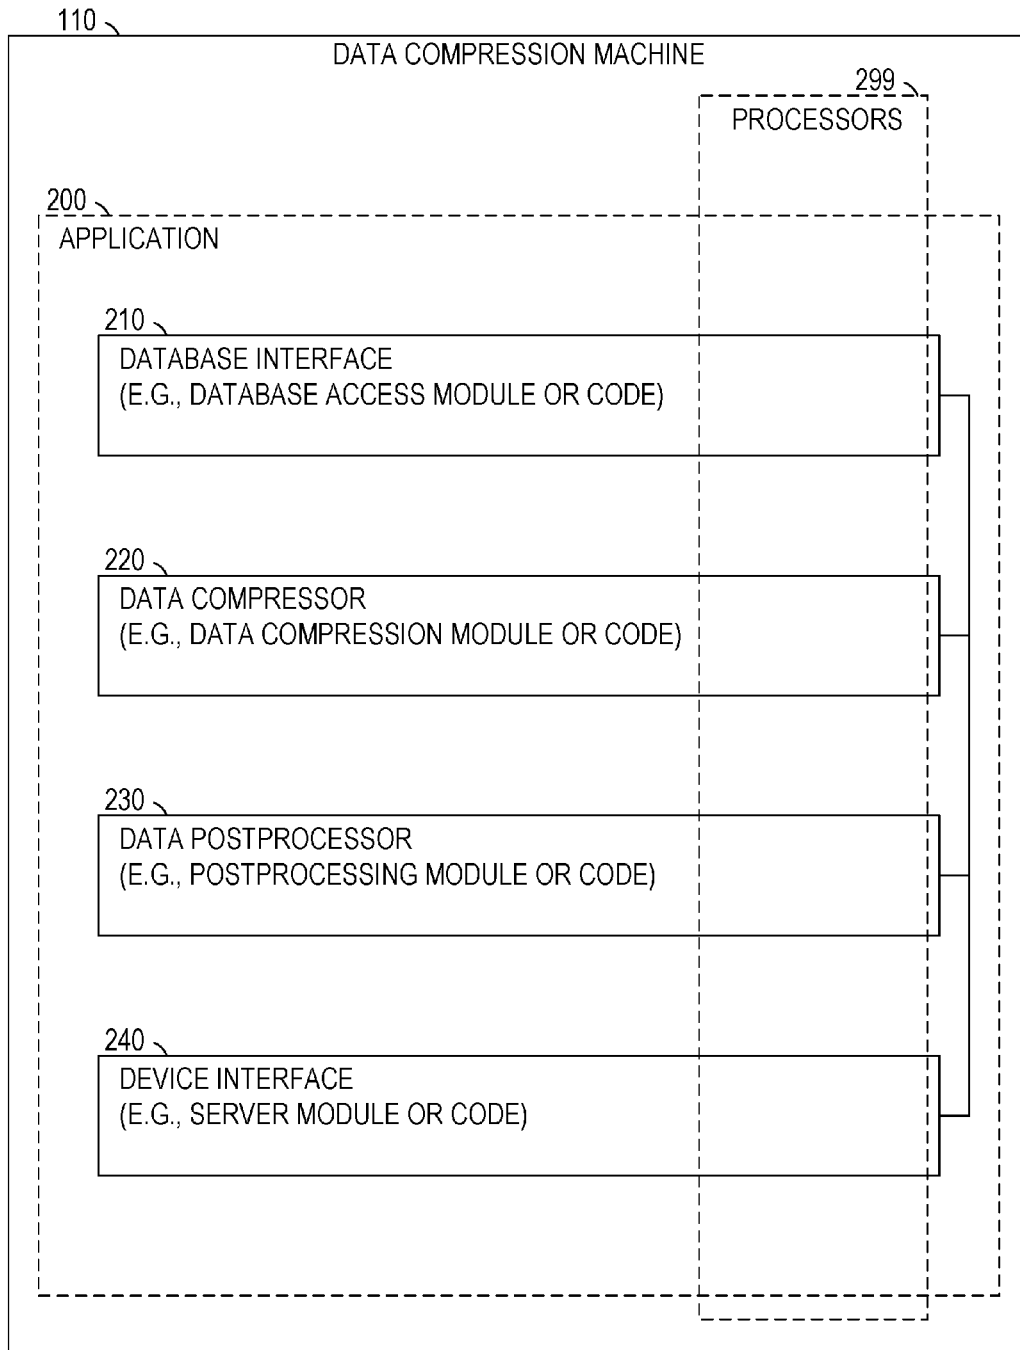 110
DATA COMPRESSION MACHINE
299
PROCESSORS
200
APPLICATION
210
DATABASE INTERFACE
(E.G., DATABASE ACCESS MODULE OR CODE)
220
DATA COMPRESSOR
(E.G., DATA COMPRESSION MODULE OR CODE)
230
DATA POSTPROCESSOR
(E.G., POSTPROCESSING MODULE OR CODE)
240
DEVICE INTERFACE
(E.G., SERVER MODULE OR CODE)